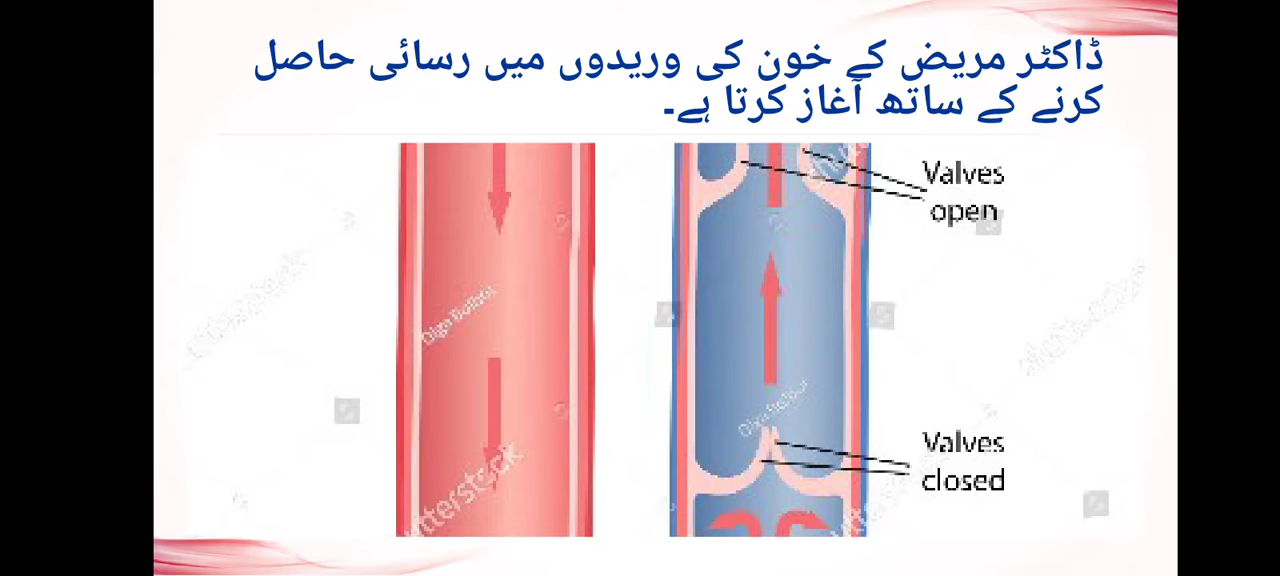 ڈاکٹر مریض کے خون کی وریدوں میں رسائی حاصل
کرنے کے ساتھ آغاز کرتا ہے۔
Valves
open
Valves
closed